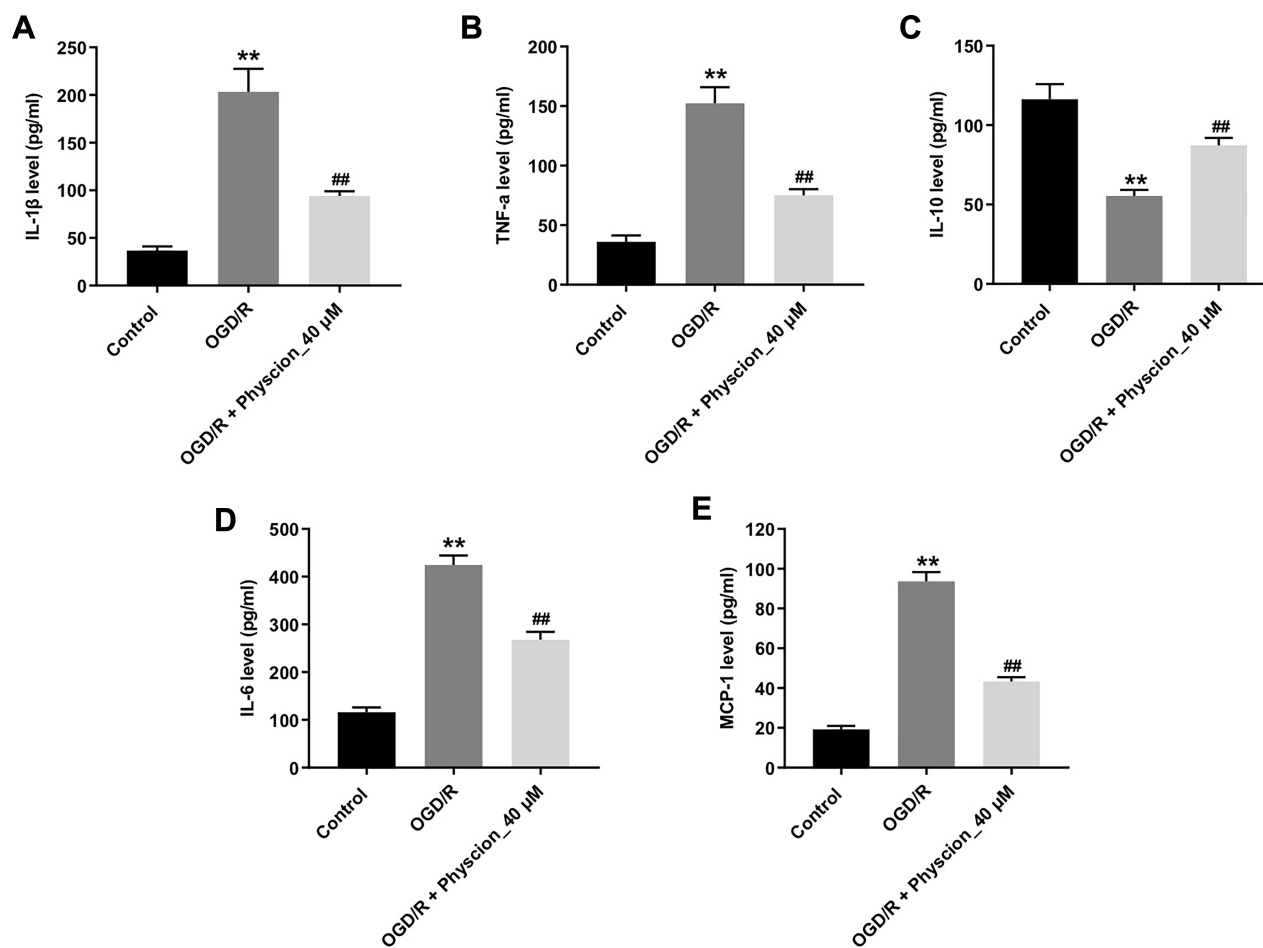 A
IL-1β level (pg/ml)
250
200
150
100
50
0
**
##
Control
OGD/R
OGD/R + Physcion_40 μM
B
TNF-a level (pg/ml)
200
150
100
50
0
**
##
Control
OGD/R
OGD/R + Physcion_40 μM
C
IL-10 level (pg/ml)
150
100
50
0
**
##
Control
OGD/R
OGD/R + Physcion_40 μM
D
IL-6 level (pg/ml)
500
400
300
200
100
0
**
##
Control
OGD/R
OGD/R + Physcion_40 μM
E
MCP-1 level (pg/ml)
120
100
80
60
40
20
0
**
##
Control
OGD/R
OGD/R + Physcion_40 μM